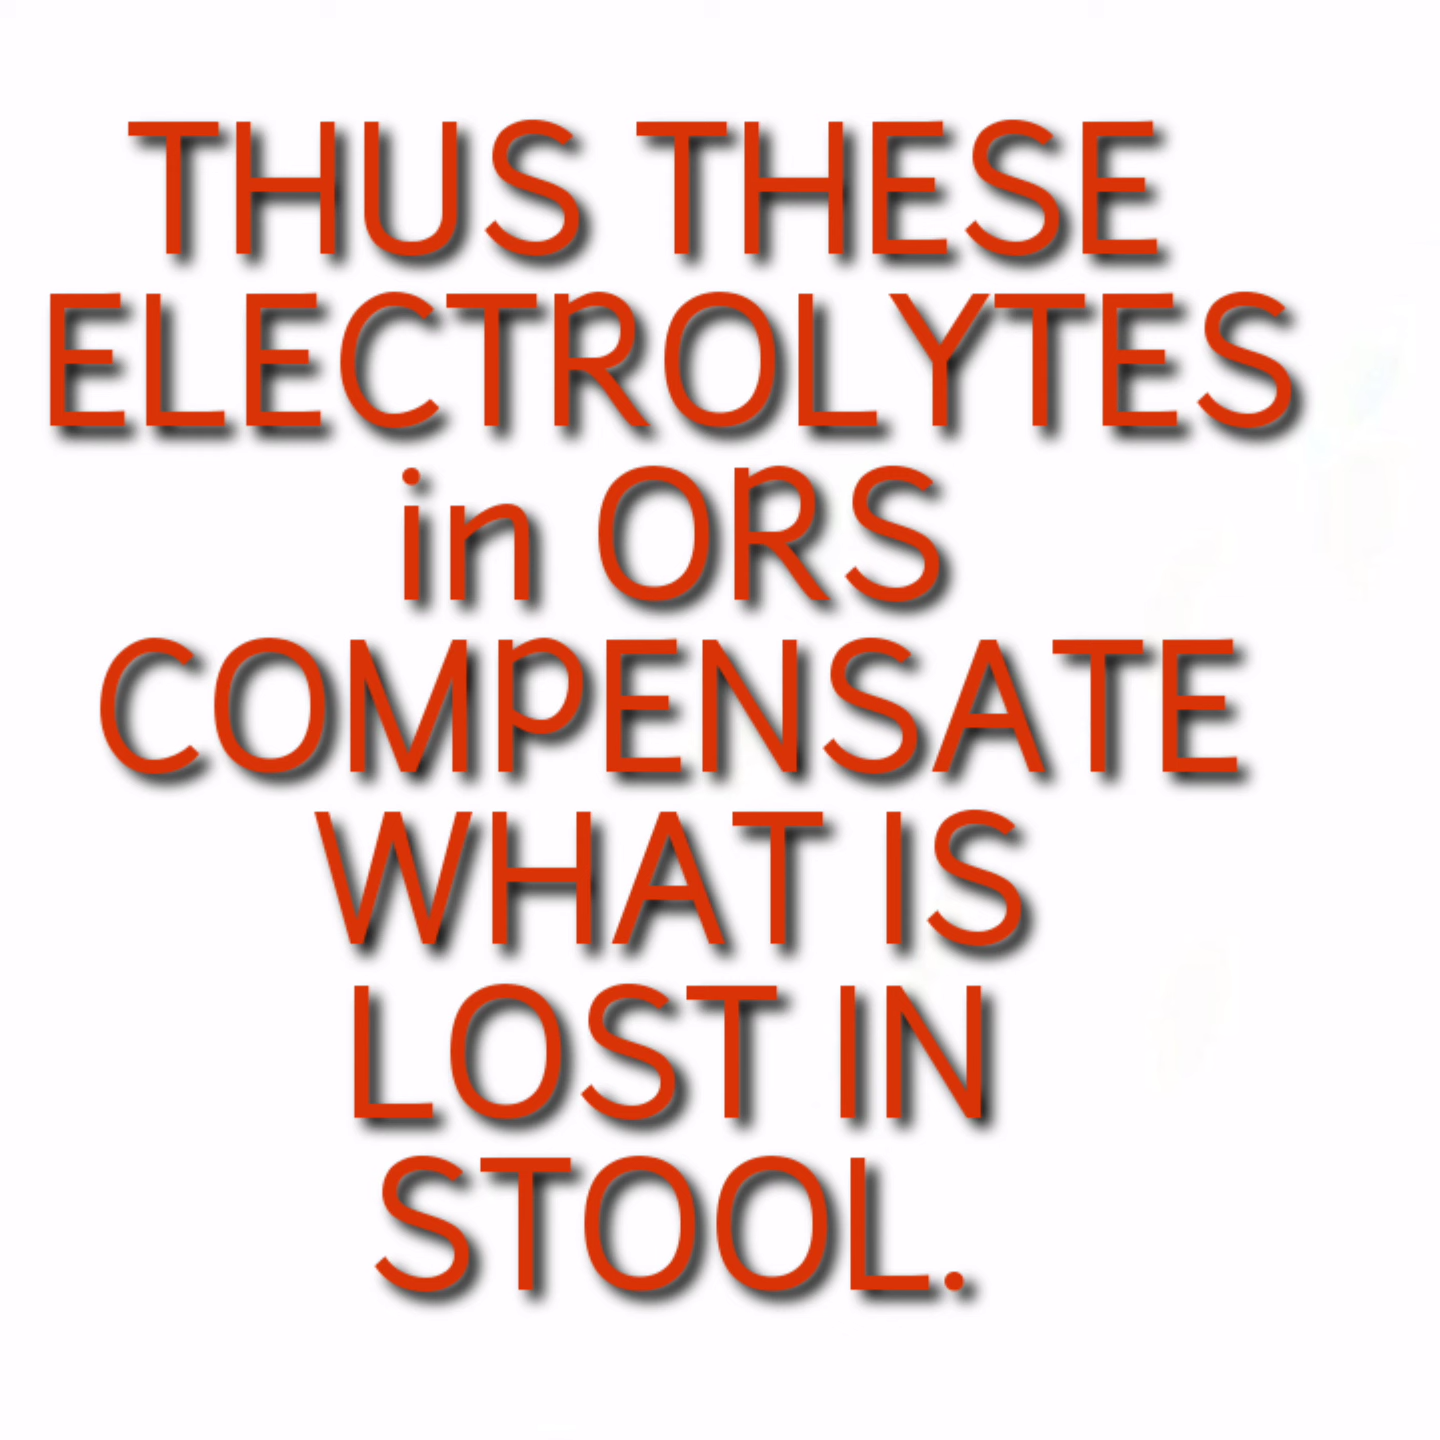 THUS THESE
ELECTROLYTES
in ORS
COMPENSATE
WHAT IS
LOST IN
STOOL.